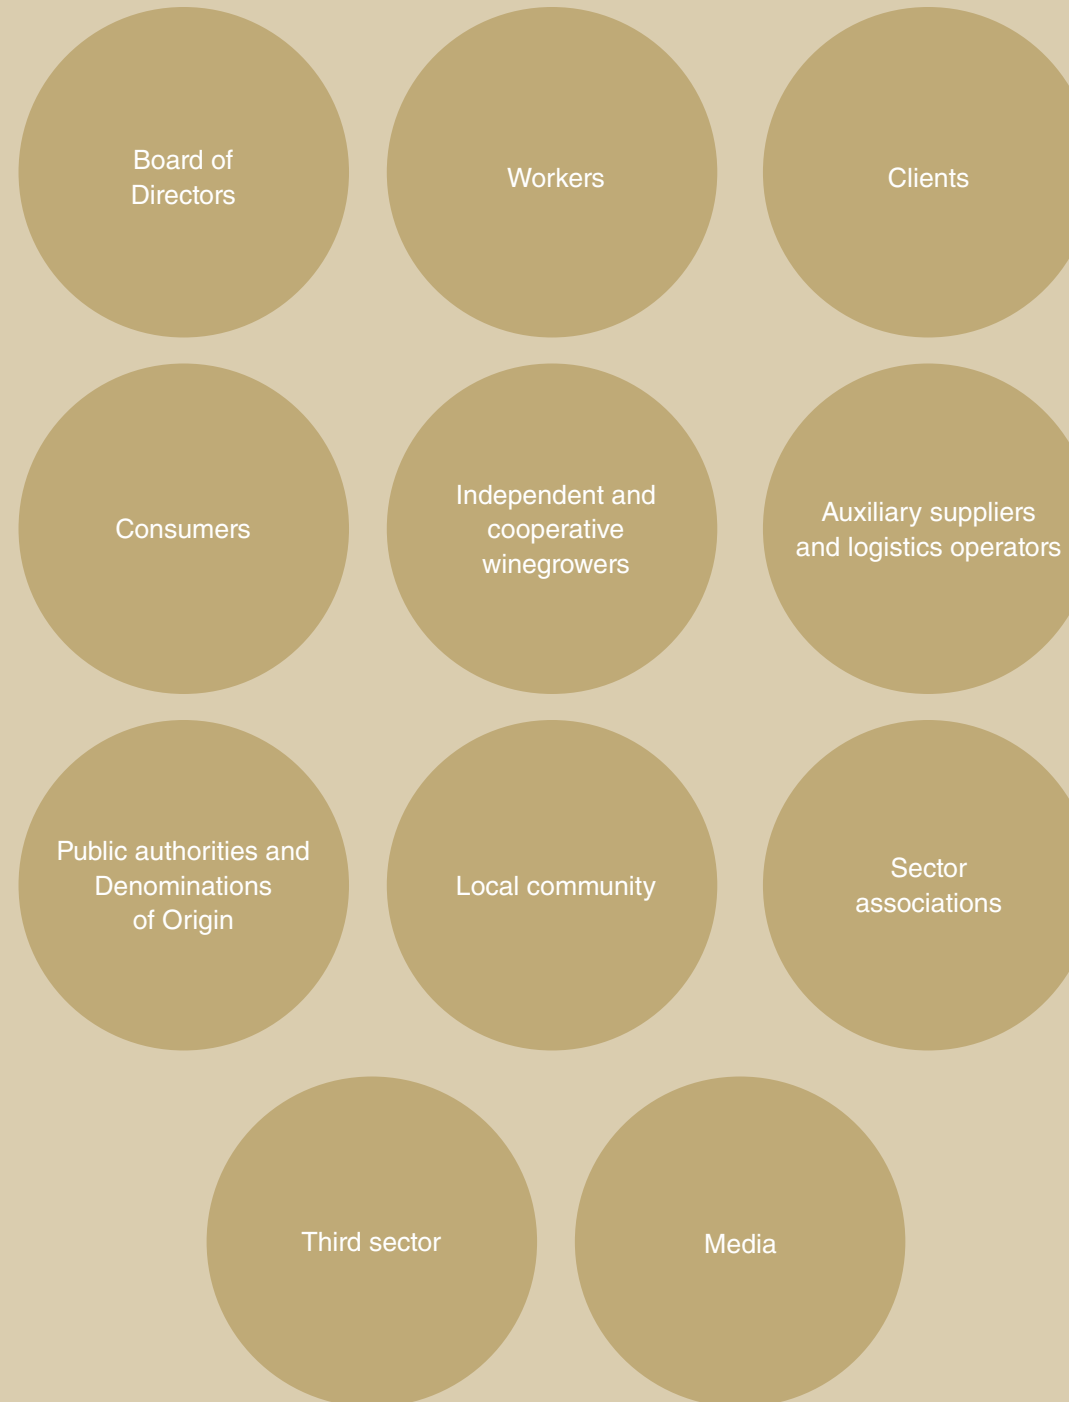 Board of
Directors
Workers
Clients
Consumers
Independent and
cooperative
winegrowers
Auxiliary suppliers
and logistics operators
Public authorities and
Denominations
of Origin
Local community
Sector
associations
Third sector
Media